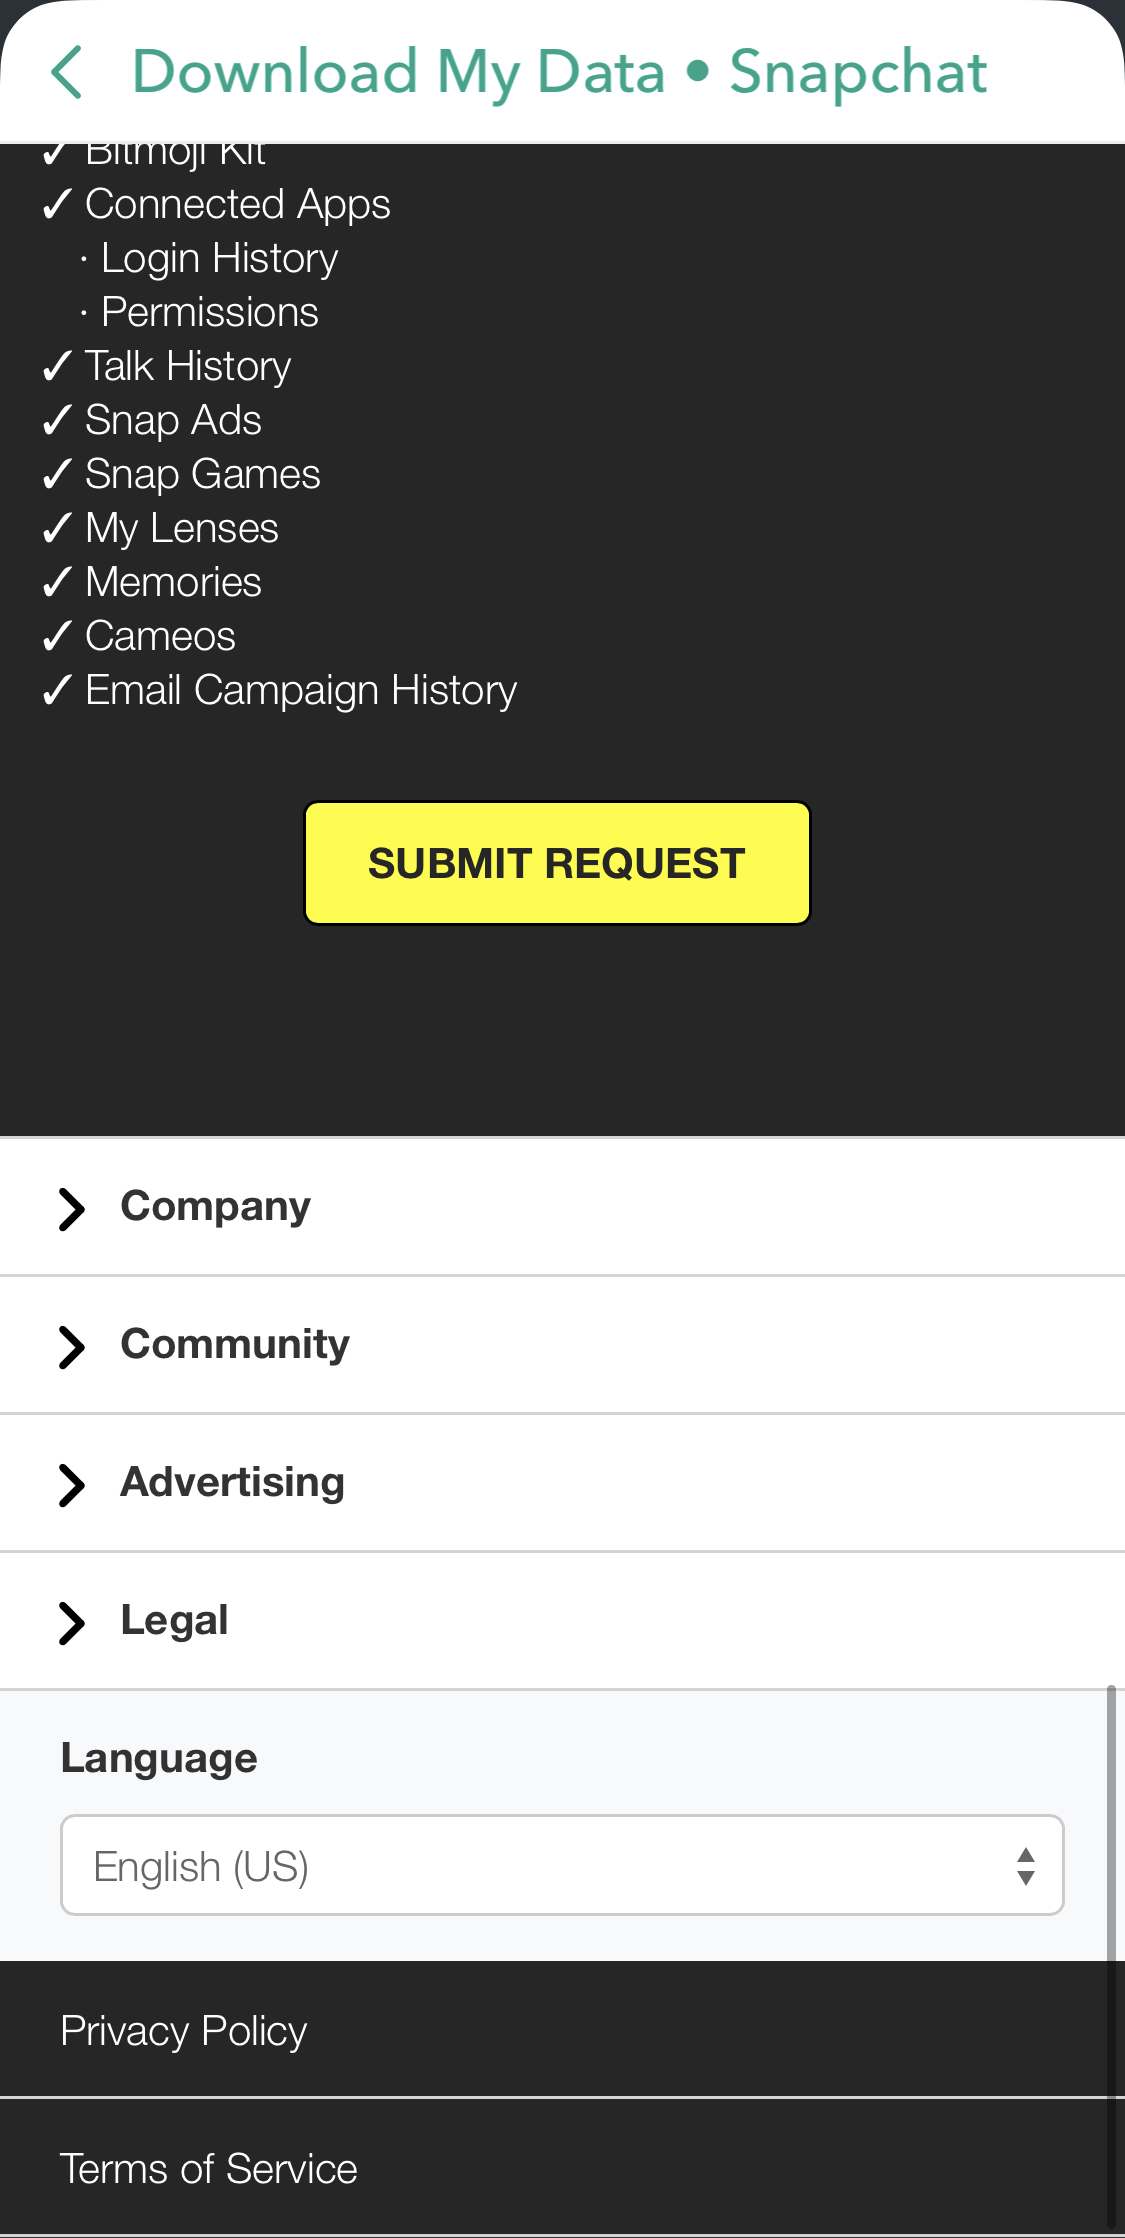 Download My Data • Snapchat
✓ Bitmoji Kit
✓ Connected Apps
· Login History
· Permissions
✓ Talk History
✓ Snap Ads
✓ Snap Games
✓ My Lenses
✓ Memories
✓ Cameos
✓ Email Campaign History
SUBMIT REQUEST
Company
Community
Advertising
Legal
Language
English (US)
Privacy Policy
Terms of Service